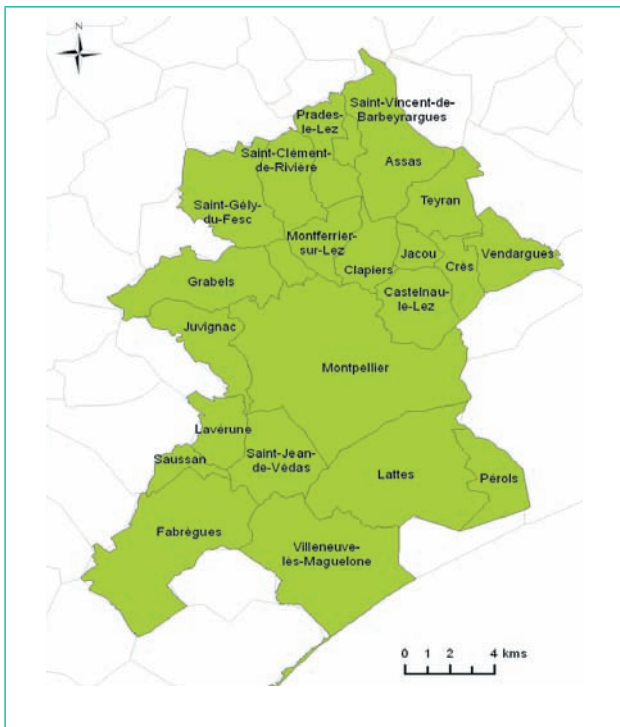 N
Saint-Vincent-de-
Barbeyrargues
Prades-
le-Lez
Saint-Clément-
de-Rivière
Assas
Teyran
Saint-Gély-
du-Fesc
Montferrier-
sur-Lez
Clapiers
Jacou
Crès
Vendargues
Grabels
Castelnau-
le-Lez
Juvignac
Montpellier
Lavérune
Saussan
Saint-Jean-
de-Védas
Lattes
Pérols
Fabrègues
Villeneuve-
lès-Maguelone
0 1 2 4 kms